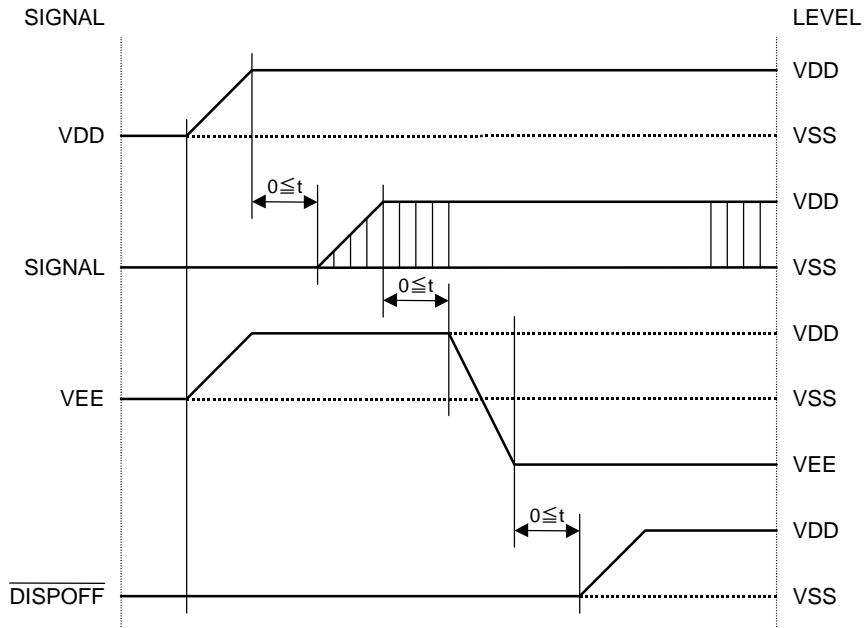 SIGNAL LEVEL
VDD
VDD VSS
0≦t VDD
SIGNAL VSS
0≦t
VDD
VEE VSS
VEE
0≦t VDD
DISPOFF VSS